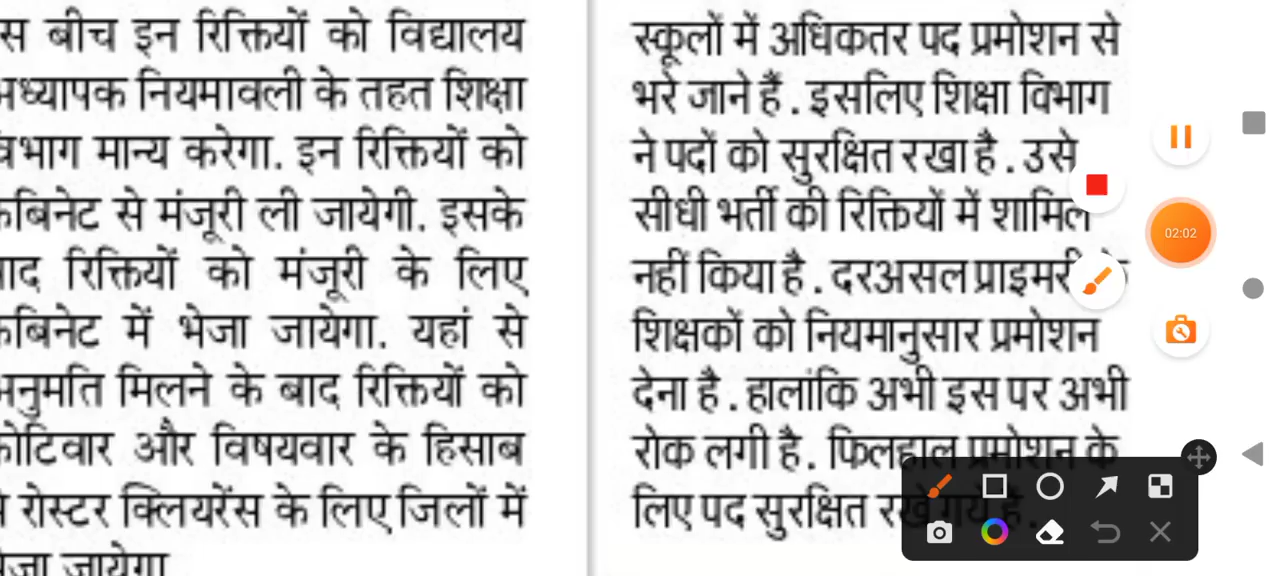 स बीच इन रिक्तियों को विद्यालय
अध्यापक नियमावली के तहत शिक्षा
विभाग मान्य करेगा. इन रिक्तियों को
कैबिनेट से मंजूरी ली जायेगी. इसके
बाद रिक्तियों को मंजूरी के लिए
कैबिनेट में भेजा जायेगा. यहां से
अनुमति मिलने के बाद रिक्तियों को
कोटिवार और विषयवार के हिसाब
रोस्टर क्लियरेंस के लिए जिलों में
भेजा जायेगा
स्कूलों में अधिकतर पद प्रमोशन से
भरे जाने हैं . इसलिए शिक्षा विभाग
ने पदों को सुरक्षित रखा है . उसे
सीधी भर्ती की रिक्तियों में शामिल
नहीं किया है . दरअसल प्राइमरी
शिक्षकों को नियमानुसार प्रमोशन
देना है . हालांकि अभी इस पर अभी
रोक लगी है . फिलहाल प्रमोशन के
लिए पद सुरक्षित रखे गये हैं .
02:02